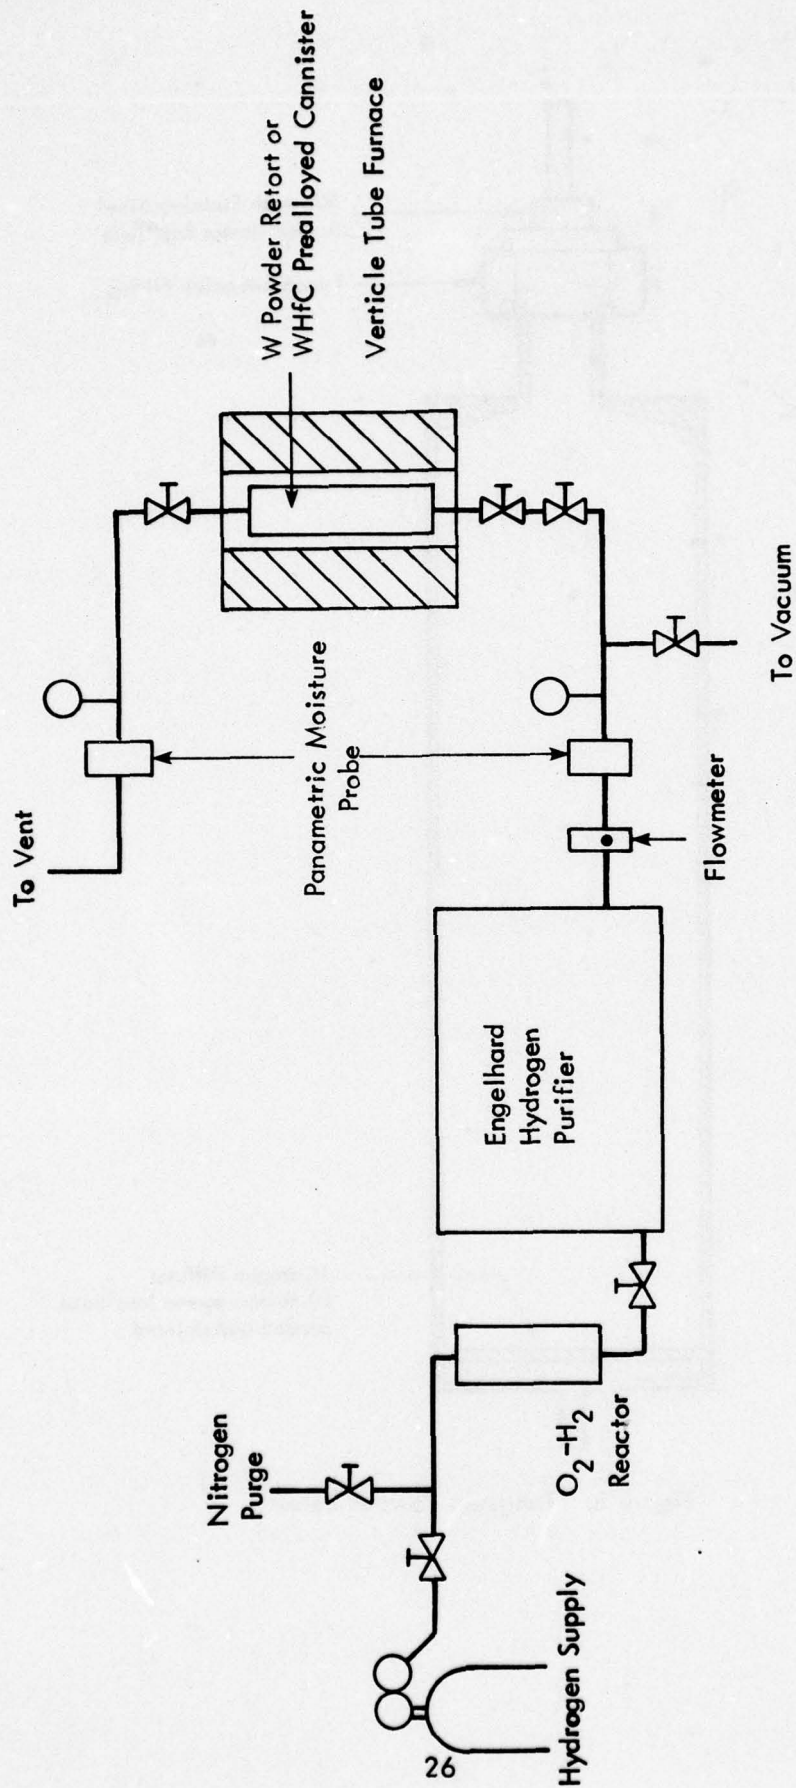 To Vent
Panametric Moisture
Probe
W Powder Retort or
WHfC Prealloyed Cannister
Verticle Tube Furnace
Nitrogen
Purge
Engelhard
Hydrogen
Purifier
Flowmeter
To Vacuum
O2-H2
Reactor
Hydrogen Supply
26